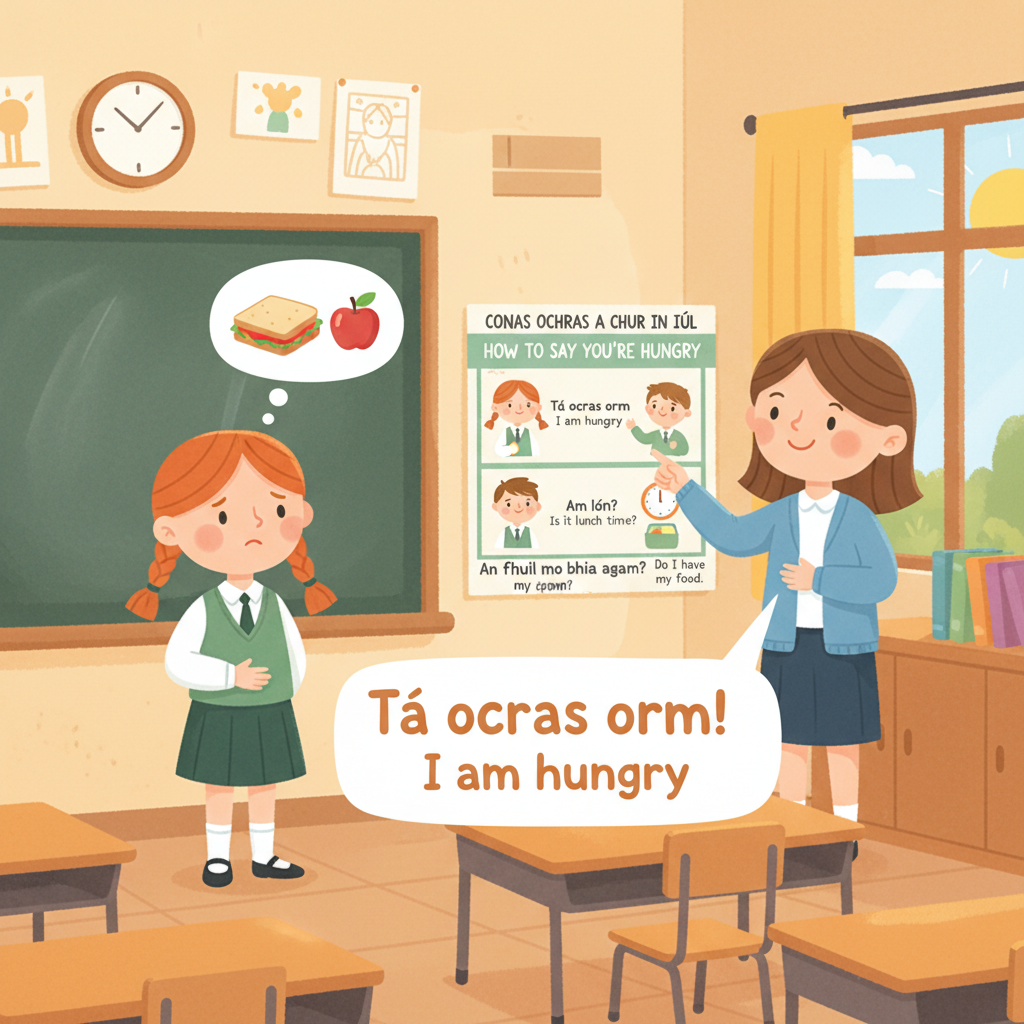 CONAS OCHRAS A CHUR IN IÚL
HOW TO SAY YOU'RE HUNGRY
Tá ocras orm
I am hungry
Am lón?
Is it lunch time?
An fhuil mo bhia agam?
my
Do I have
my food.
Tá ocras orm!
I am hungry